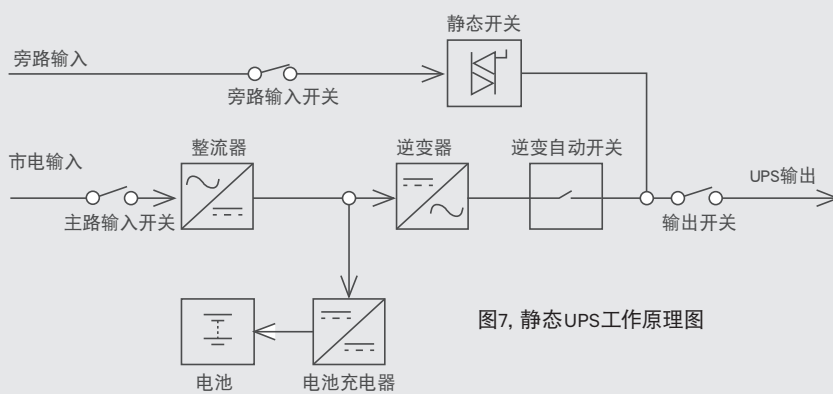 静态开关
旁路输入
旁路输入开关
市电输入
整流器
逆变器
逆变自动开关
UPS输出
主路输入开关
输出开关
图7, 静态UPS工作原理图
电池
电池充电器